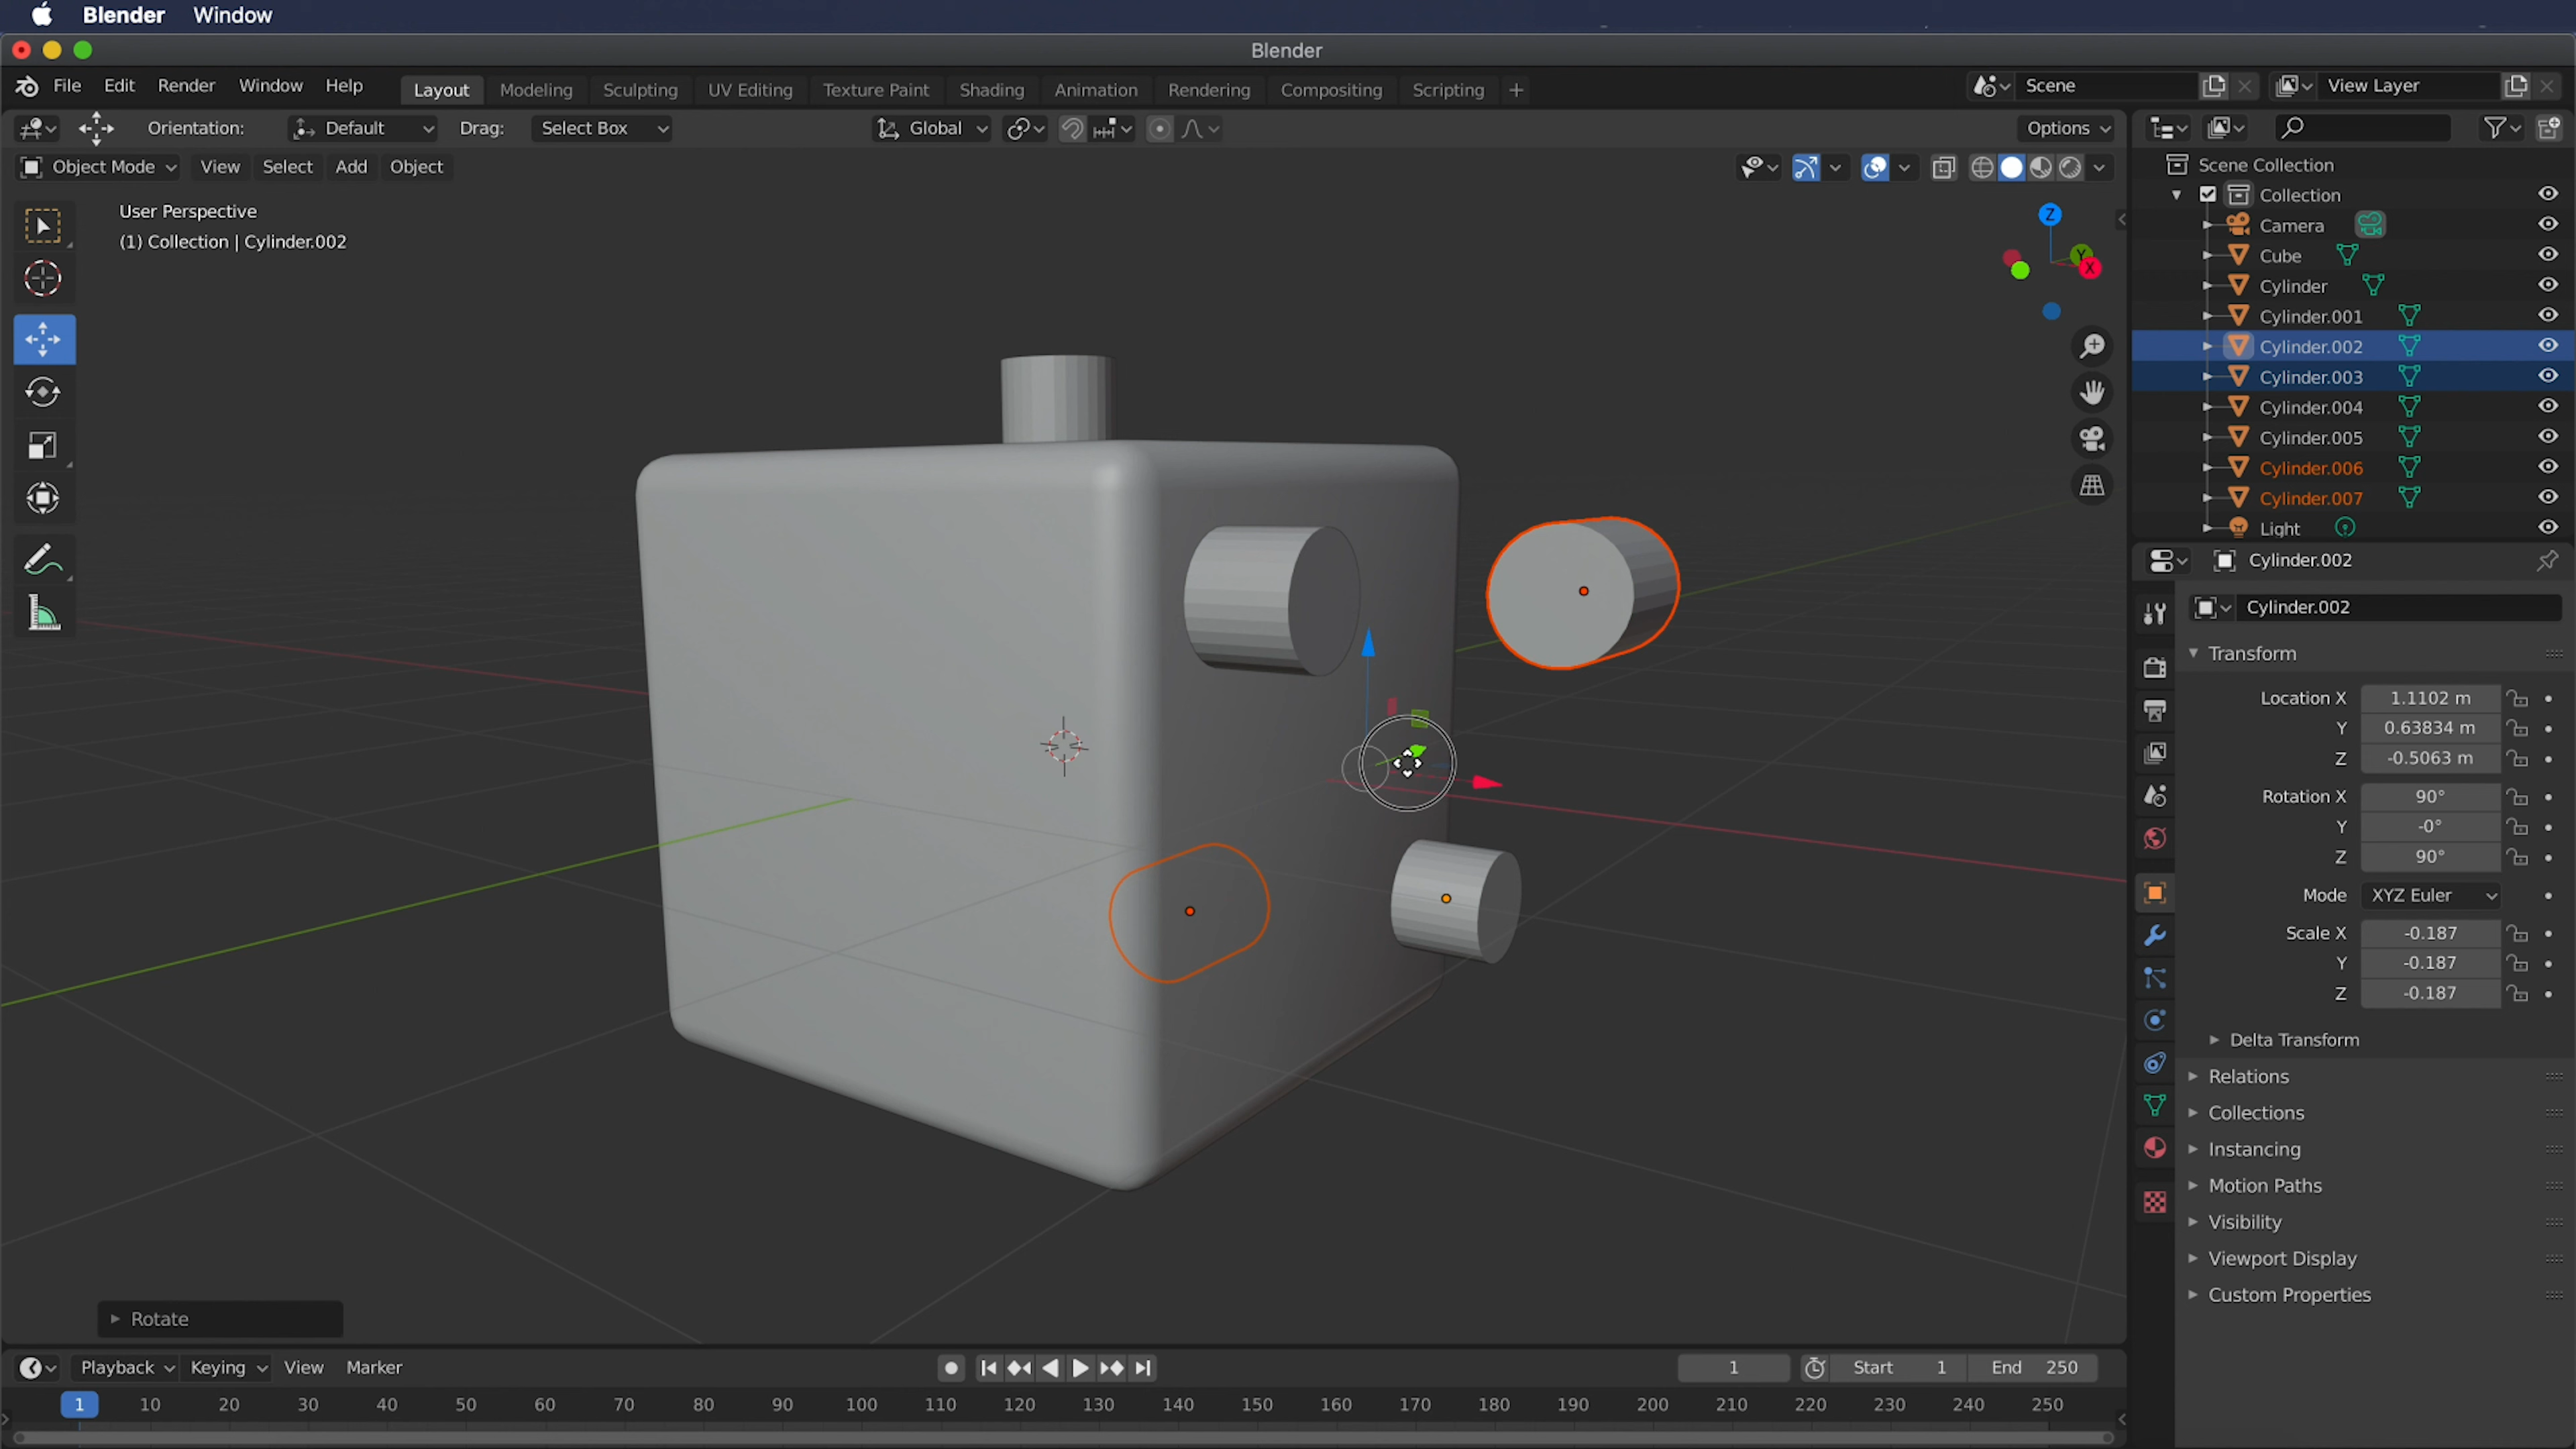 Blender Window
Blender
File Edit Render Window Help Layout Modeling Sculpting UV Editing Texture Paint Shading Animation Rendering Compositing Scripting + Scene View Layer
Orientation: Default Drag: Select Box Global Options
Object Mode View Select Add Object
User Perspective
(1) Collection | Cylinder.002
Z
Y
X
Rotate
Scene Collection
Collection
Camera
Cube
Cylinder
Cylinder.001
Cylinder.002
Cylinder.003
Cylinder.004
Cylinder.005
Cylinder.006
Cylinder.007
Light
Cylinder.002
Cylinder.002
Transform
Location X 1.1102 m
Y 0.63834 m
Z -0.5063 m
Rotation X 90°
Y -0°
Z 90°
Mode XYZ Euler
Scale X -0.187
Y -0.187
Z -0.187
Delta Transform
Relations
Collections
Instancing
Motion Paths
Visibility
Viewport Display
Custom Properties
Playback Keying View Marker 1 Start 1 End 250
1 10 20 30 40 50 60 70 80 90 100 110 120 130 140 150 160 170 180 190 200 210 220 230 240 250